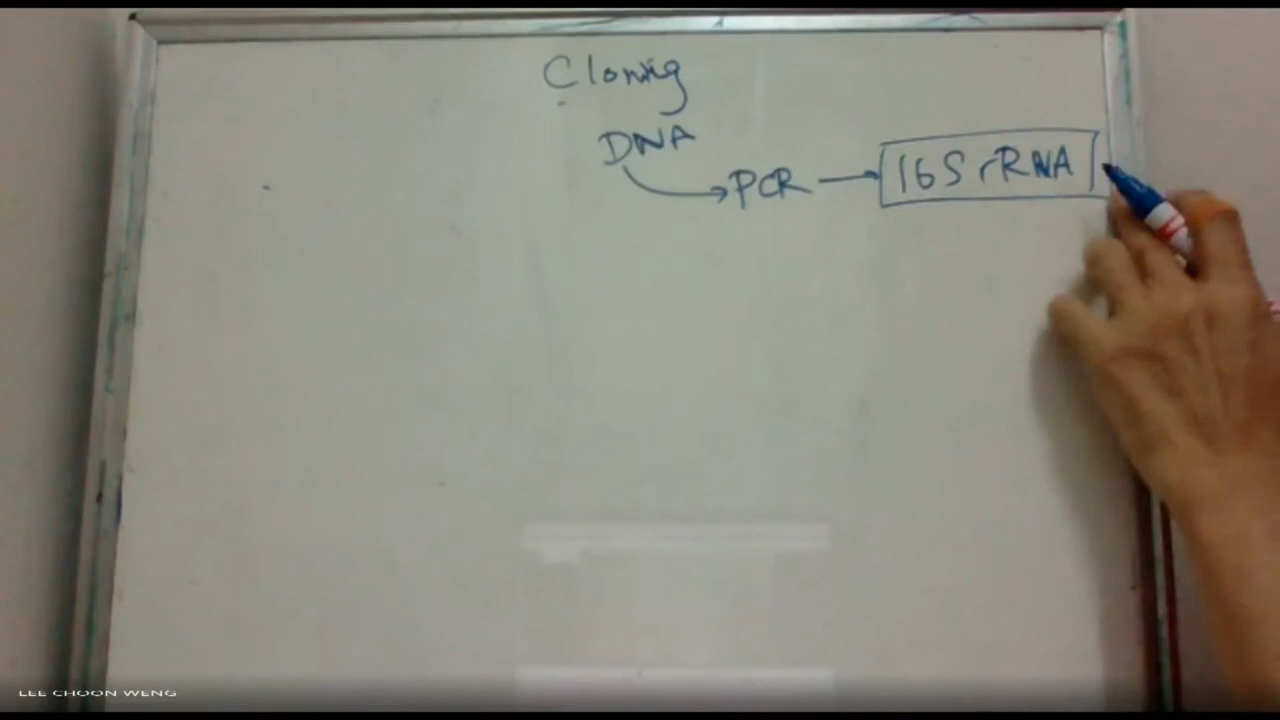 Cloning
DNA
→ PCR → 16S rRNA
LEE CHOON WENG